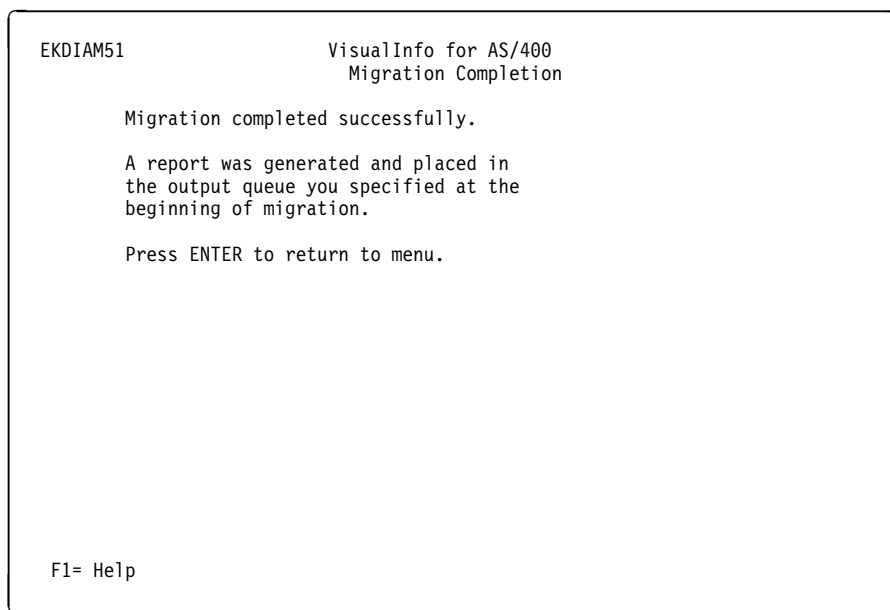 EKDIAM51 VisualInfo for AS/400
Migration Completion
Migration completed successfully.
A report was generated and placed in
the output queue you specified at the
beginning of migration.
Press ENTER to return to menu.
F1= Help